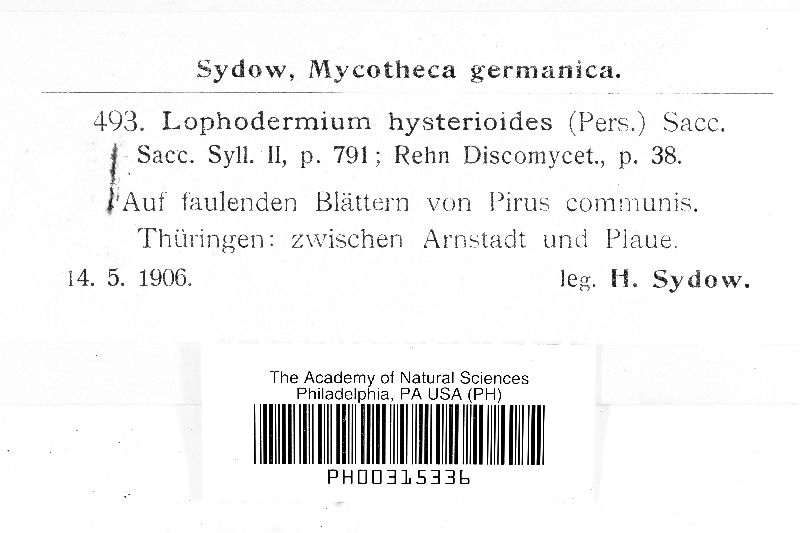 Sydow, Mycotheca germanica.
493. Lophodermium hysterioides (Pers.) Sacc.
Sacc. Syll. II, p. 791; Rehn Discomycet., p. 38.
Auf faulenden Blättern von Pirus communis.
Thüringen: zwischen Arnstadt und Plaue.
14. 5. 1906. leg. H. Sydow.
The Academy of Natural Sciences
Philadelphia, PA USA (PH)
PH00315336